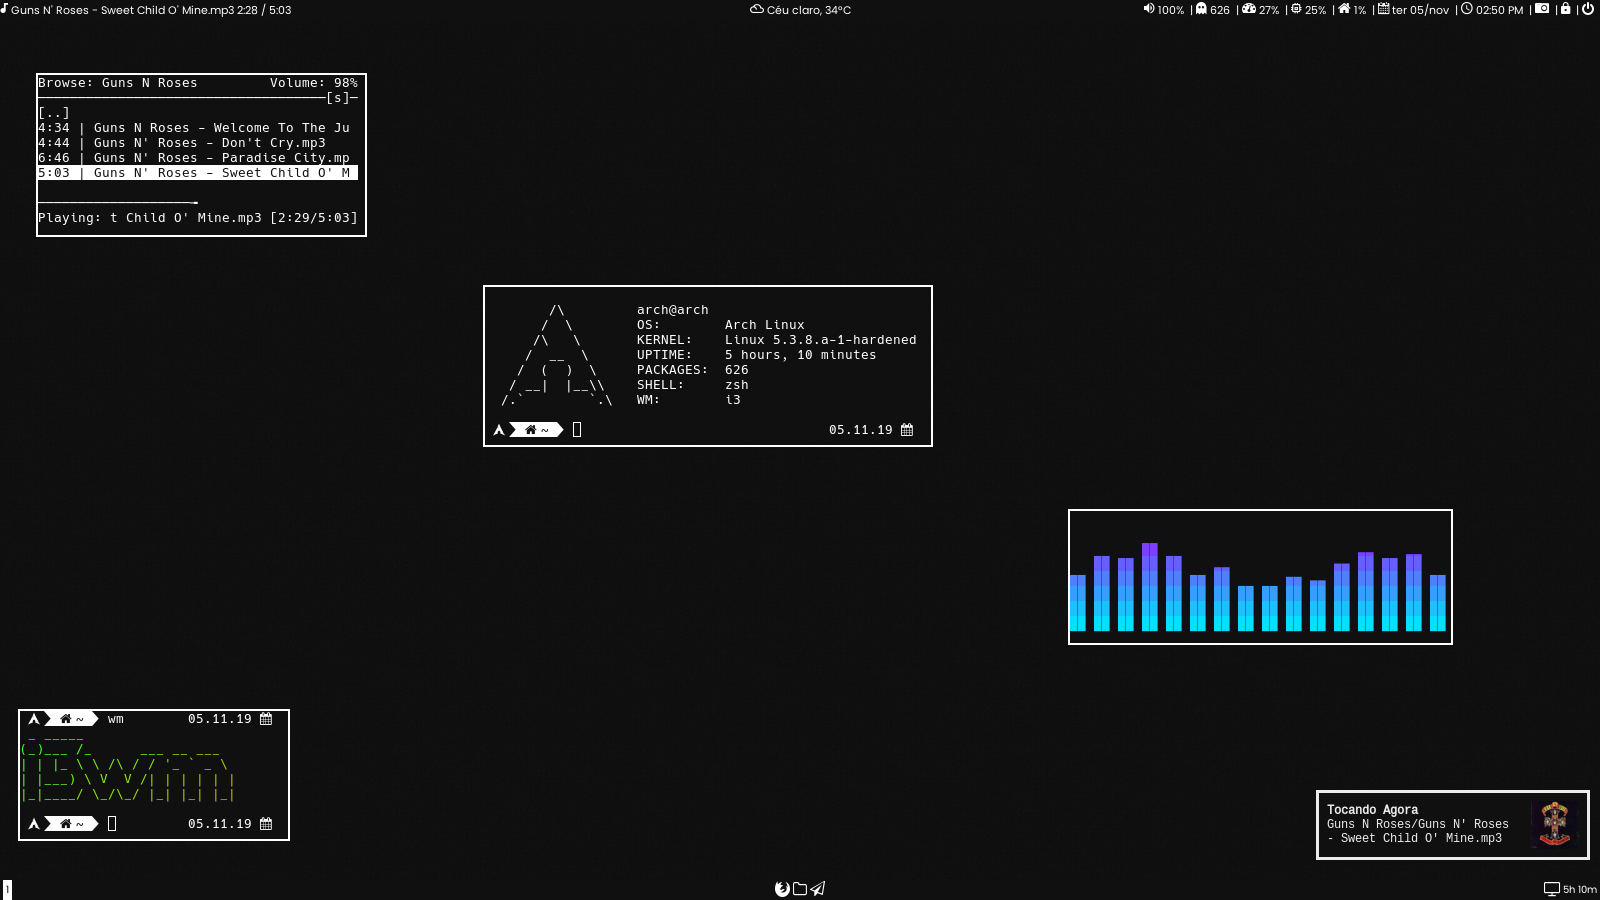 Guns N' Roses - Sweet Child O' Mine.mp3 2:28 / 5:03
Céu claro, 34°C
100% | 626 | 27% | 25% | 1% | ter 05/nov | 02:50 PM | | |
Browse: Guns N Roses Volume: 98%
[s]
[..]
4:34 | Guns N Roses - Welcome To The Ju
4:44 | Guns N' Roses - Don't Cry.mp3
6:46 | Guns N' Roses - Paradise City.mp
5:03 | Guns N' Roses - Sweet Child O' M
Playing: t Child O' Mine.mp3 [2:29/5:03]
arch@arch
OS: Arch Linux
KERNEL: Linux 5.3.8.a-1-hardened
UPTIME: 5 hours, 10 minutes
PACKAGES: 626
SHELL: zsh
WM: i3
~ 05.11.19
~ wm 05.11.19
i3wm
~ 05.11.19
Tocando Agora
Guns N Roses/Guns N' Roses
- Sweet Child O' Mine.mp3
1
5h 10m